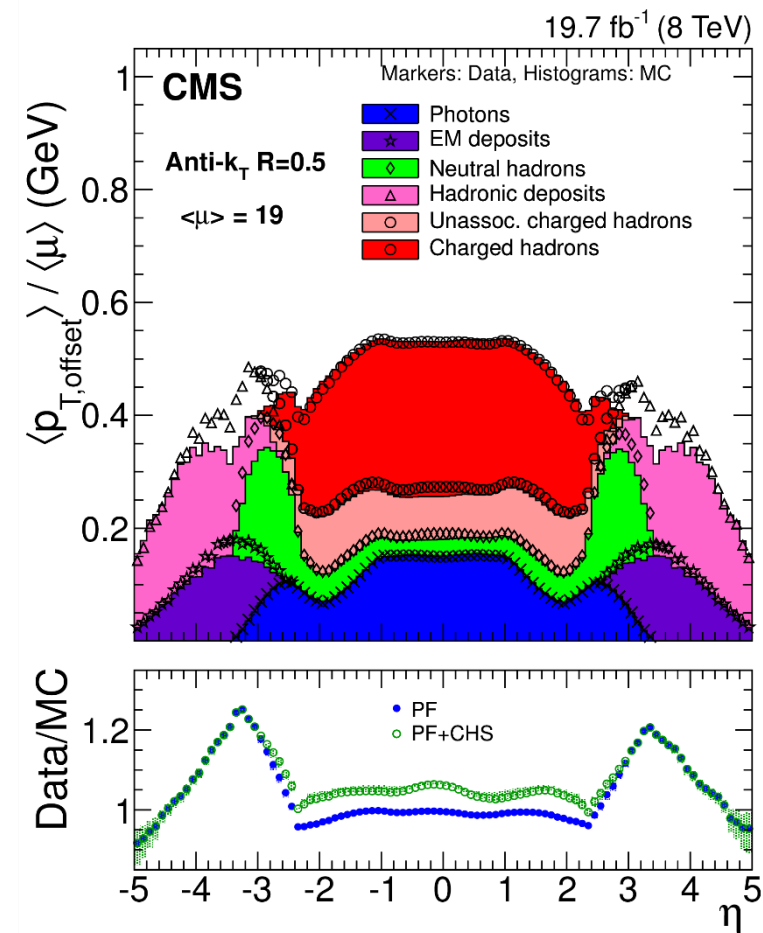 19.7 fb⁻¹ (8 TeV)
CMS
Markers: Data, Histograms: MC
Anti-k_T R=0.5
<μ> = 19
Photons
EM deposits
Neutral hadrons
Hadronic deposits
Unassoc. charged hadrons
Charged hadrons
⟨p_T,offset⟩ / ⟨μ⟩ (GeV)
1
0.8
0.6
0.4
0.2
PF
PF+CHS
Data/MC
1.2
1
-5 -4 -3 -2 -1 0 1 2 3 4 5
η